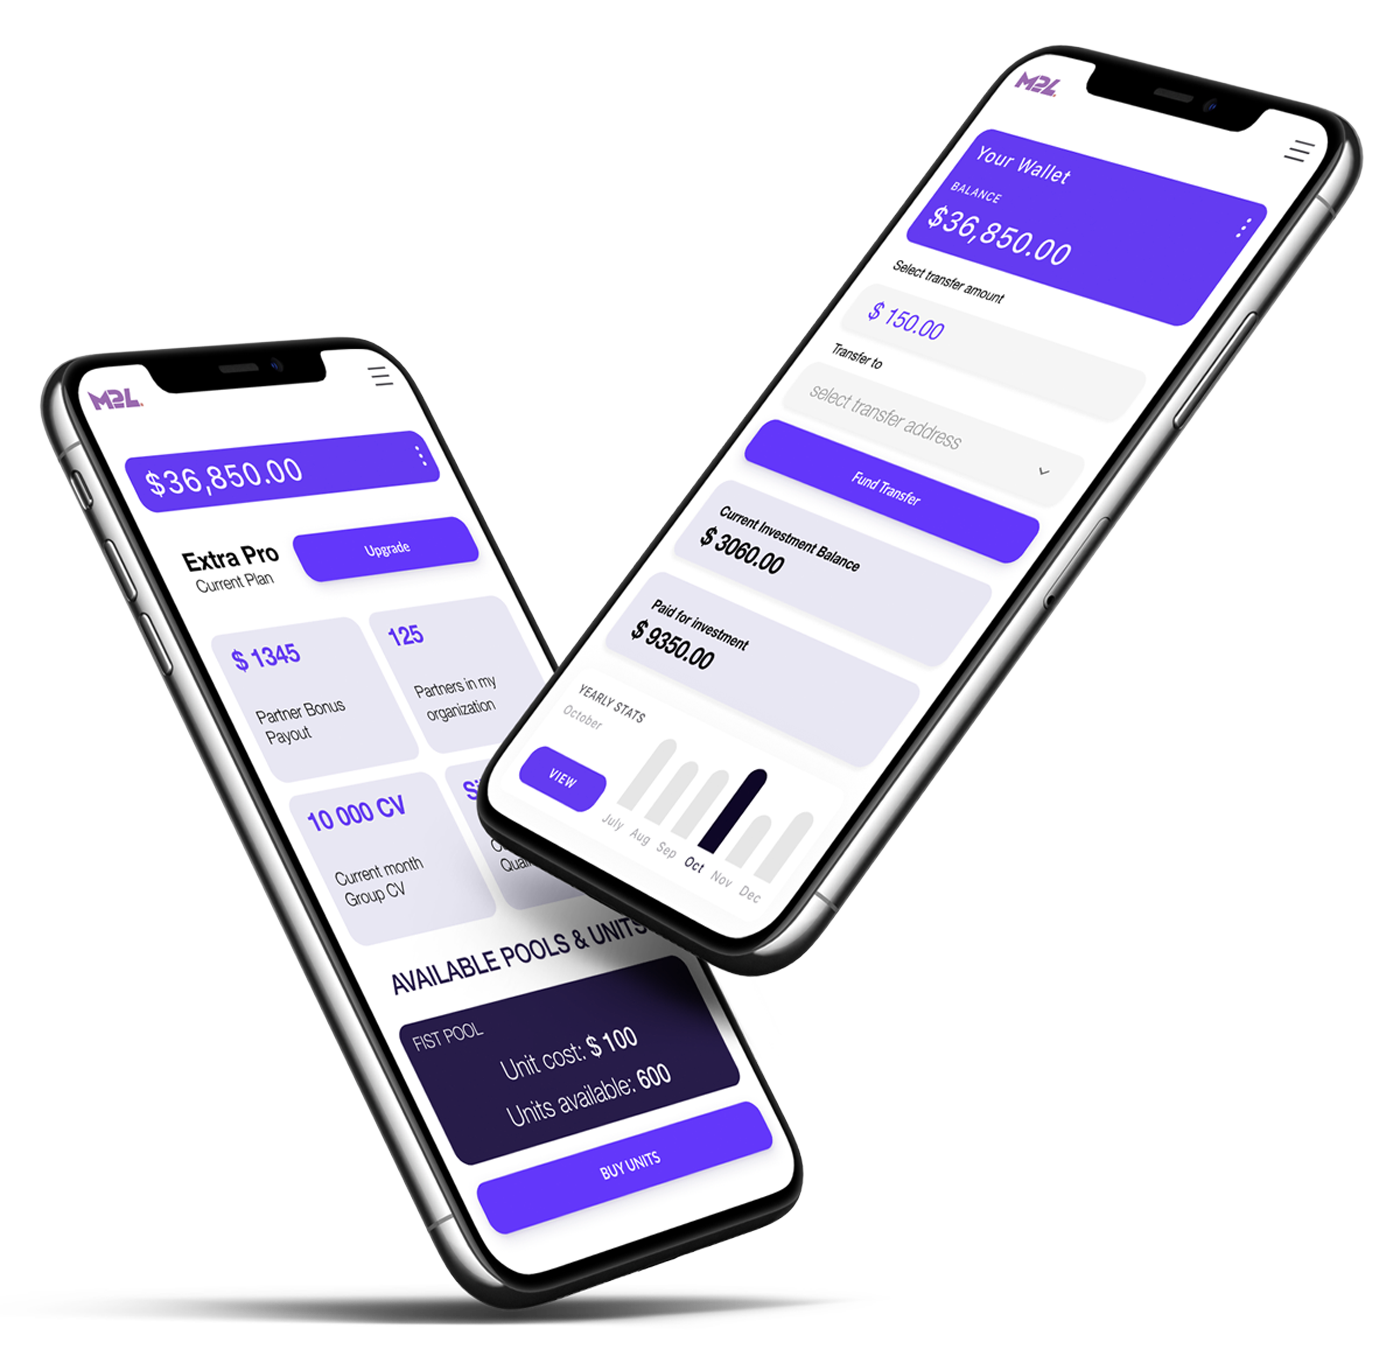 M2L
$36,850.00
Extra Pro
Current Plan
Upgrade
$ 1345
Partner Bonus
Payout
125
Partners in my
organization
10 000 CV
Current month
Group CV
AVAILABLE POOLS & UNITS
FIST POOL
Unit cost: $ 100
Units available: 600
BUY UNITS
M2L
Your Wallet
BALANCE
$36,850.00
Select transfer amount
$ 150.00
Transfer to
select transfer address
Fund Transfer
Current Investment Balance
$ 3060.00
Paid for investment
$ 9350.00
YEARLY STATS
October
VIEW
July Aug Sep Oct Nov Dec